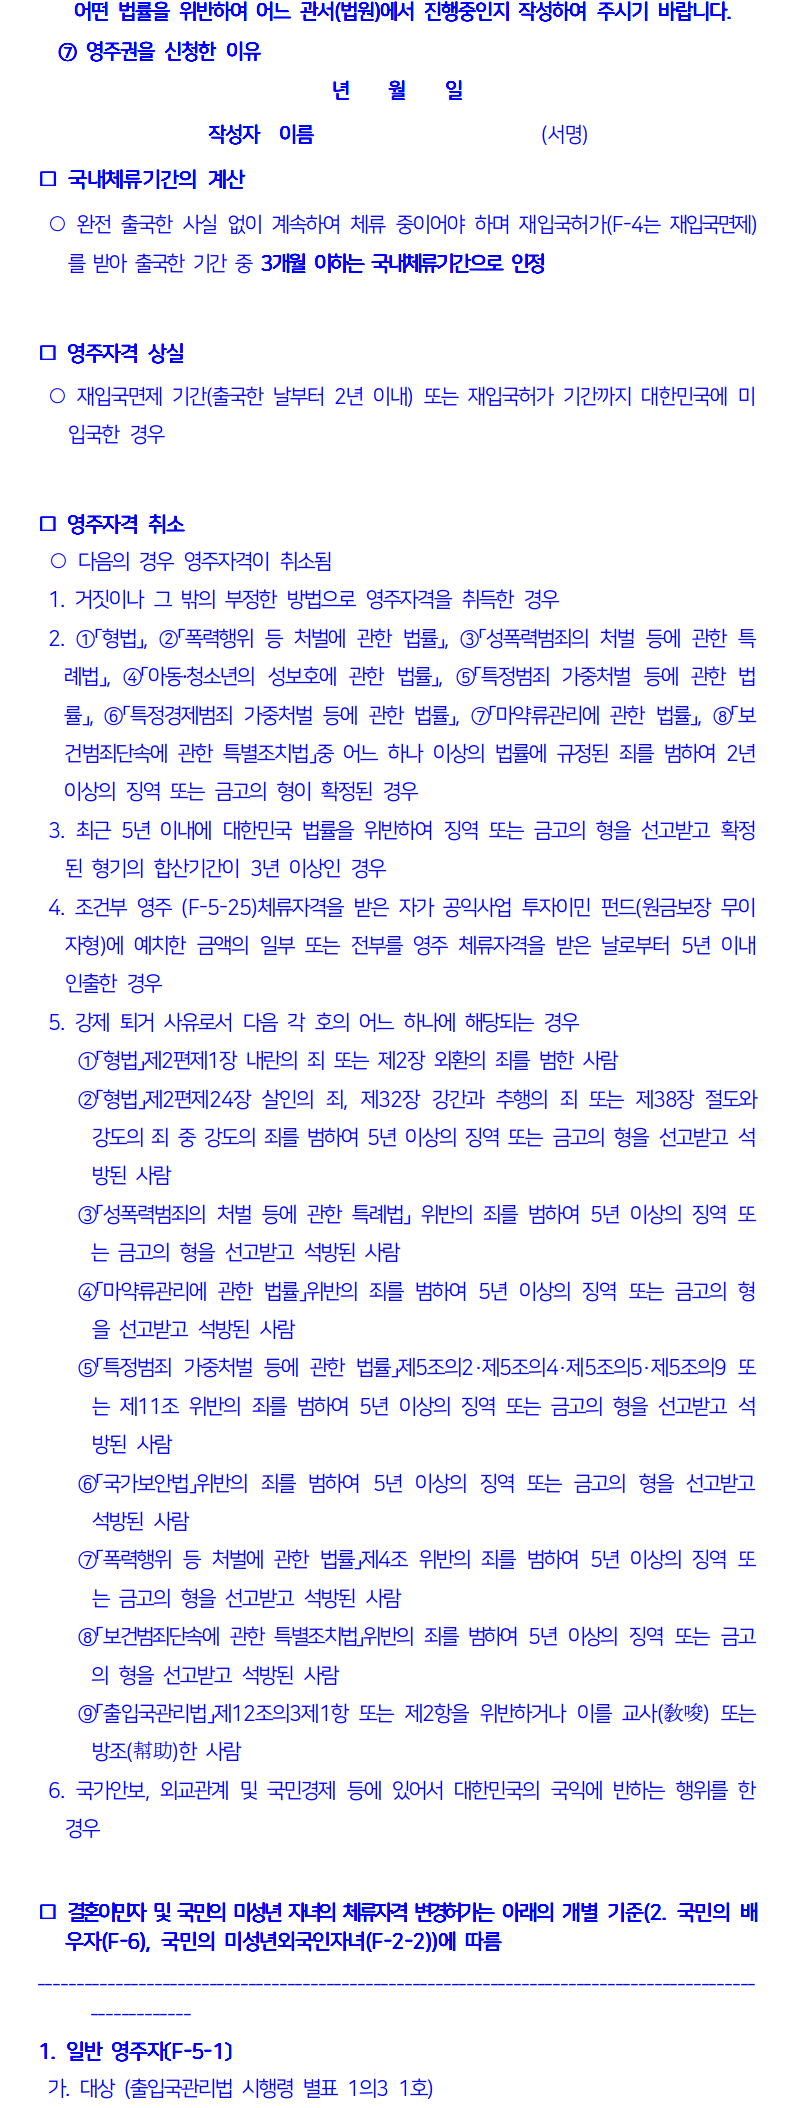 어떤 법률을 위반하여 어느 관서(법원)에서 진행중인지 작성하여 주시기 바랍니다.
⑦ 영주권을 신청한 이유
년 월 일
작성자 이름 (서명)
□ 국내체류기간의 계산
○ 완전 출국한 사실 없이 계속하여 체류 중이어야 하며 재입국허가(F-4는 재입국면제)
를 받아 출국한 기간 중 3개월 이하는 국내체류기간으로 인정
□ 영주자격 상실
○ 재입국면제 기간(출국한 날부터 2년 이내) 또는 재입국허가 기간까지 대한민국에 미
입국한 경우
□ 영주자격 취소
○ 다음의 경우 영주자격이 취소됨
1. 거짓이나 그 밖의 부정한 방법으로 영주자격을 취득한 경우
2. ①「형법」, ②「폭력행위 등 처벌에 관한 법률」, ③「성폭력범죄의 처벌 등에 관한 특
례법」, ④「아동·청소년의 성보호에 관한 법률」, ⑤「특정범죄 가중처벌 등에 관한 법
률」, ⑥「특정경제범죄 가중처벌 등에 관한 법률」, ⑦「마약류관리에 관한 법률」, ⑧「보
건범죄단속에 관한 특별조치법」중 어느 하나 이상의 법률에 규정된 죄를 범하여 2년
이상의 징역 또는 금고의 형이 확정된 경우
3. 최근 5년 이내에 대한민국 법률을 위반하여 징역 또는 금고의 형을 선고받고 확정
된 형기의 합산기간이 3년 이상인 경우
4. 조건부 영주 (F-5-25)체류자격을 받은 자가 공익사업 투자이민 펀드(원금보장 무이
자형)에 예치한 금액의 일부 또는 전부를 영주 체류자격을 받은 날로부터 5년 이내
인출한 경우
5. 강제 퇴거 사유로서 다음 각 호의 어느 하나에 해당되는 경우
①「형법」제2편제1장 내란의 죄 또는 제2장 외환의 죄를 범한 사람
②「형법」제2편제24장 살인의 죄, 제32장 강간과 추행의 죄 또는 제38장 절도와
강도의 죄 중 강도의 죄를 범하여 5년 이상의 징역 또는 금고의 형을 선고받고 석
방된 사람
③「성폭력범죄의 처벌 등에 관한 특례법」 위반의 죄를 범하여 5년 이상의 징역 또
는 금고의 형을 선고받고 석방된 사람
④「마약류관리에 관한 법률」위반의 죄를 범하여 5년 이상의 징역 또는 금고의 형
을 선고받고 석방된 사람
⑤「특정범죄 가중처벌 등에 관한 법률」제5조의2·제5조의4·제5조의5·제5조의9 또
는 제11조 위반의 죄를 범하여 5년 이상의 징역 또는 금고의 형을 선고받고 석
방된 사람
⑥「국가보안법」위반의 죄를 범하여 5년 이상의 징역 또는 금고의 형을 선고받고
석방된 사람
⑦「폭력행위 등 처벌에 관한 법률」제4조 위반의 죄를 범하여 5년 이상의 징역 또
는 금고의 형을 선고받고 석방된 사람
⑧「보건범죄단속에 관한 특별조치법」위반의 죄를 범하여 5년 이상의 징역 또는 금고
의 형을 선고받고 석방된 사람
⑨「출입국관리법」제12조의3제1항 또는 제2항을 위반하거나 이를 교사(敎唆) 또는
방조(幇助)한 사람
6. 국가안보, 외교관계 및 국민경제 등에 있어서 대한민국의 국익에 반하는 행위를 한
경우
□ 결혼이민자 및 국민의 미성년 자녀의 체류자격 변경허가는 아래의 개별 기준(2. 국민의 배
우자(F-6), 국민의 미성년외국인자녀(F-2-2))에 따름
1. 일반 영주자(F-5-1)
가. 대상 (출입국관리법 시행령 별표 1의3 1호)